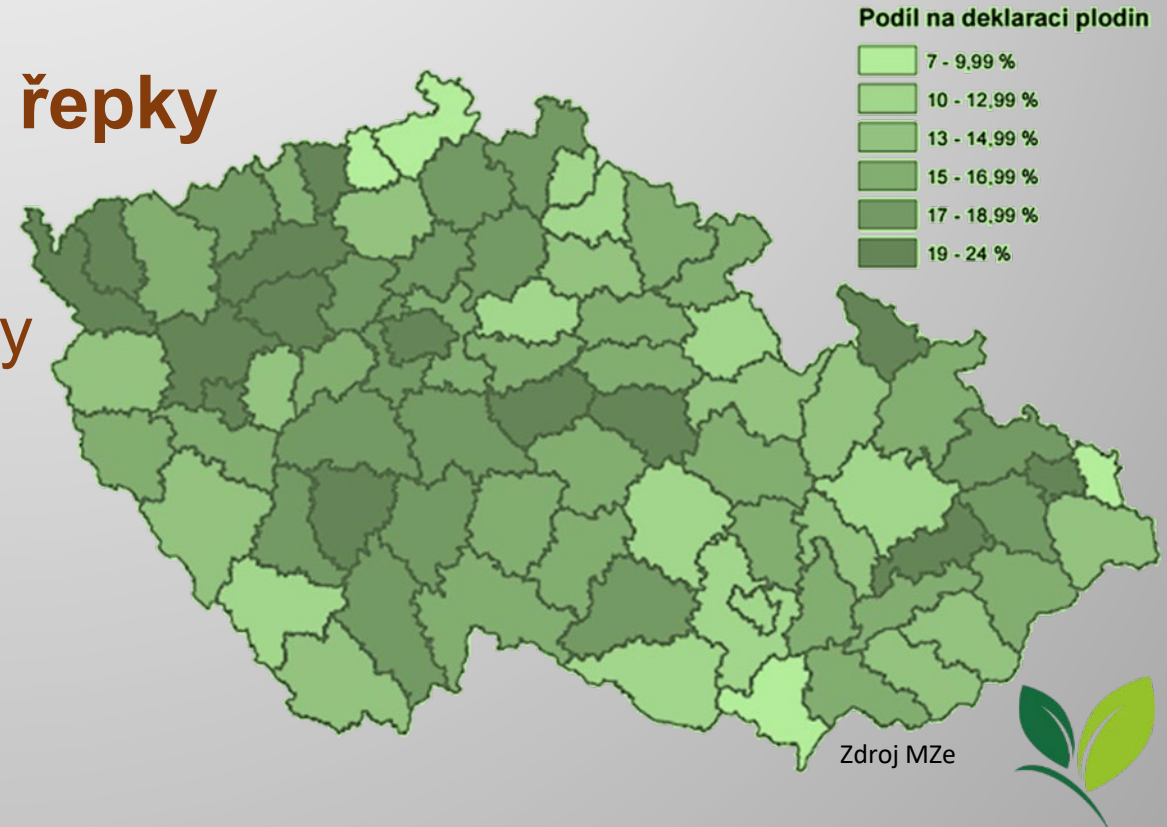 řepky
y
Podíl na deklaraci plodin
7 - 9,99 %
10 - 12,99 %
13 - 14,99 %
15 - 16,99 %
17 - 18,99 %
19 - 24 %
Zdroj MZe